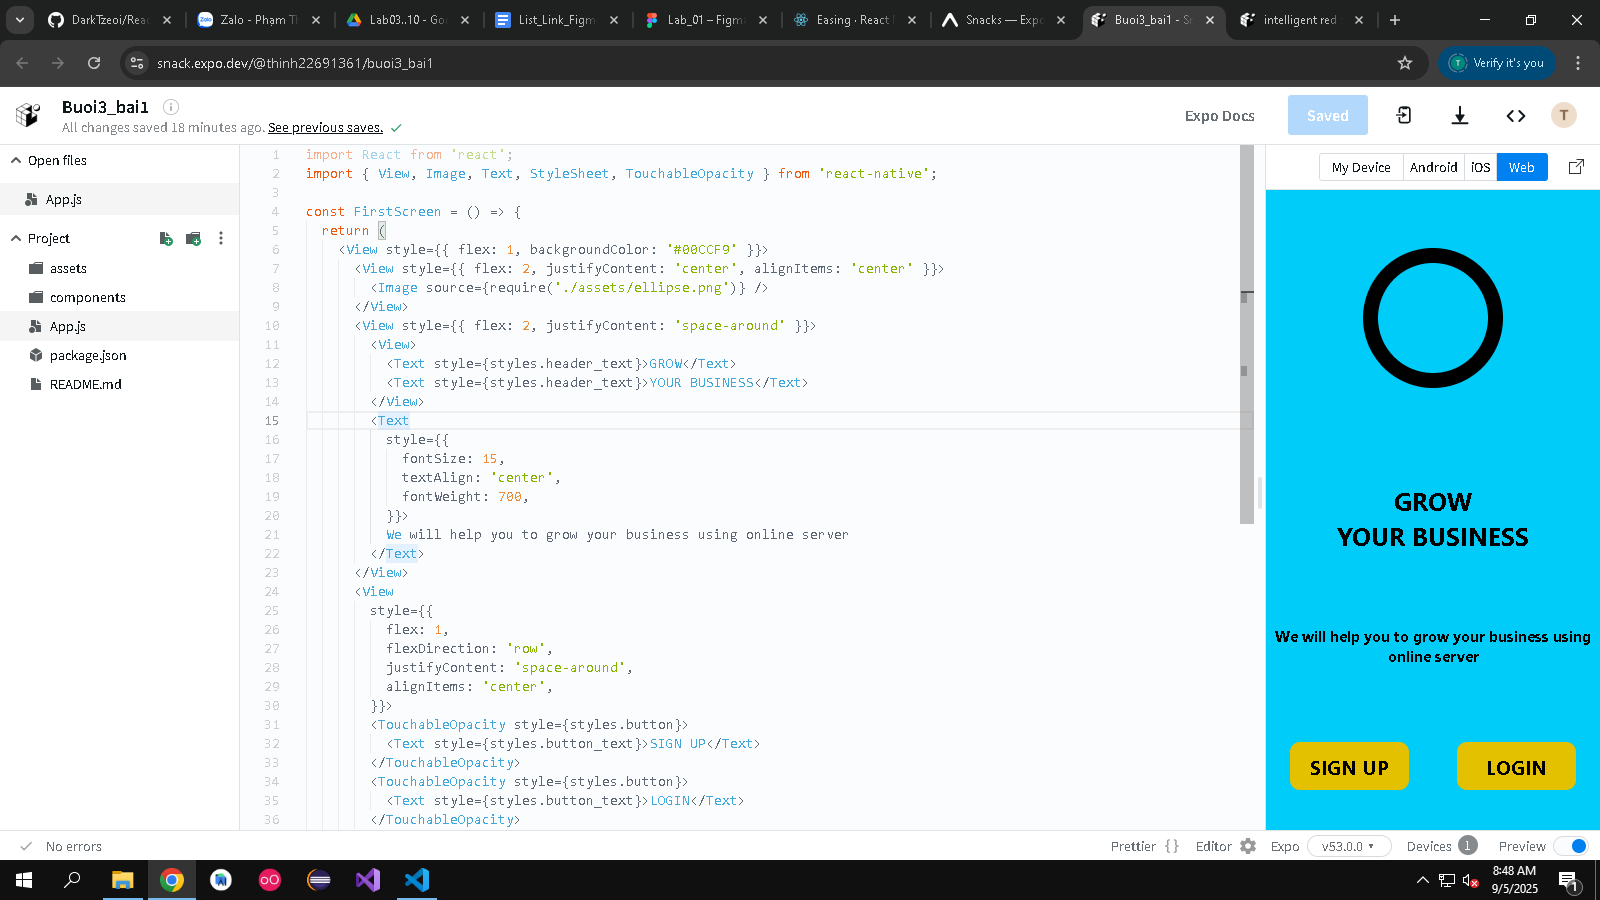 DarkTzeoi/Rea
Zalo - Phạm T
Lab03..10 - Go
List_Link_Figm
Lab_01 – Figm
Easing · React
Snacks — Expo
Buoi3_bai1 - S
intelligent red
snack.expo.dev/@thinh22691361/buoi3_bai1
T
Verify it's you
Buoi3_bai1
All changes saved 18 minutes ago. See previous saves.
Expo Docs
Saved
T
Open files
App.js
Project
assets
components
App.js
package.json
README.md
1 import React from 'react';
2 import { View, Image, Text, StyleSheet, TouchableOpacity } from 'react-native';
3
4 const FirstScreen = () => {
5 return (
6 <View style={{ flex: 1, backgroundColor: '#00CCF9' }}>
7 <View style={{ flex: 2, justifyContent: 'center', alignItems: 'center' }}>
8 <Image source={require('./assets/ellipse.png')} />
9 </View>
10 <View style={{ flex: 2, justifyContent: 'space-around' }}>
11 <View>
12 <Text style={styles.header_text}>GROW</Text>
13 <Text style={styles.header_text}>YOUR BUSINESS</Text>
14 </View>
15 <Text
16 style={{
17 fontSize: 15,
18 textAlign: 'center',
19 fontWeight: 700,
20 }}>
21 We will help you to grow your business using online server
22 </Text>
23 </View>
24 <View
25 style={{
26 flex: 1,
27 flexDirection: 'row',
28 justifyContent: 'space-around',
29 alignItems: 'center',
30 }}>
31 <TouchableOpacity style={styles.button}>
32 <Text style={styles.button_text}>SIGN UP</Text>
33 </TouchableOpacity>
34 <TouchableOpacity style={styles.button}>
35 <Text style={styles.button_text}>LOGIN</Text>
36 </TouchableOpacity>
My Device
Android
iOS
Web
GROW
YOUR BUSINESS
We will help you to grow your business using
online server
SIGN UP
LOGIN
No errors
Prettier { }
Editor
Expo
v53.0.0
Devices 1
Preview
8:48 AM
9/5/2025
1